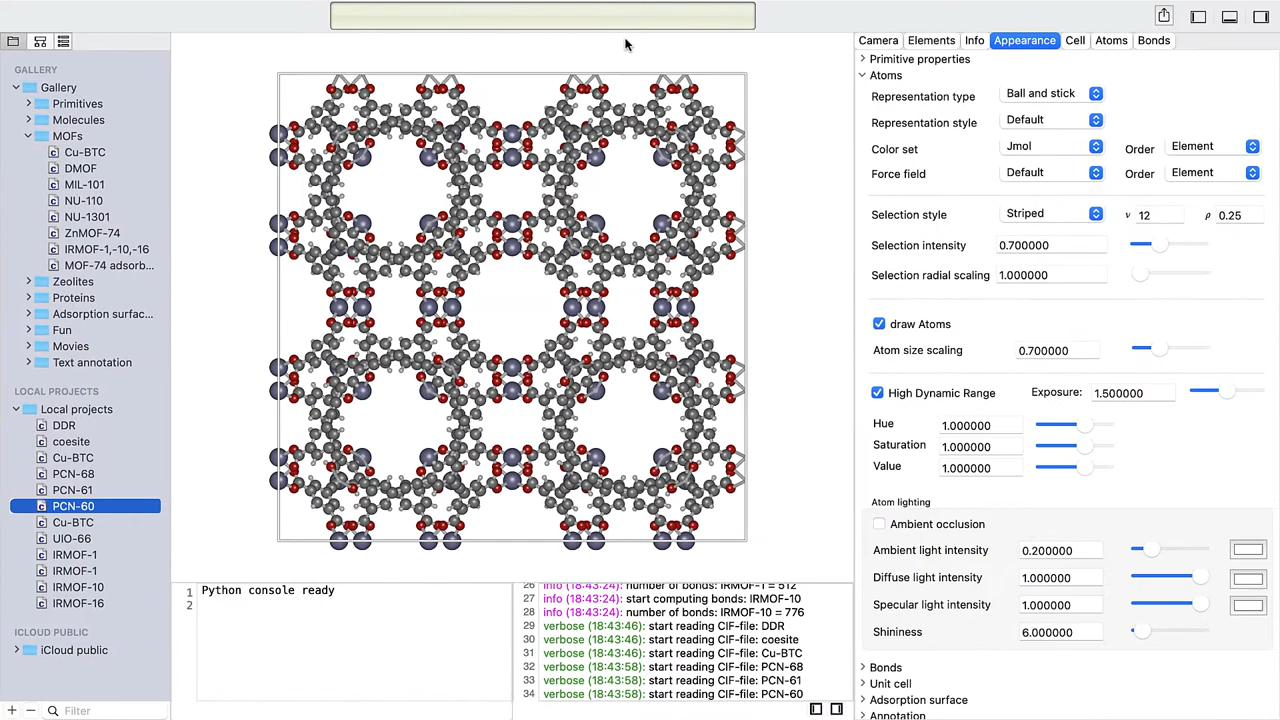 Camera Elements Info Appearance Cell Atoms Bonds
GALLERY
Gallery
Primitives
Molecules
MOFs
Cu-BTC
DMOF
MIL-101
NU-110
NU-1301
ZnMOF-74
IRMOF-1,-10,-16
MOF-74 adsorb...
Zeolites
Proteins
Adsorption surfac...
Fun
Movies
Text annotation
LOCAL PROJECTS
Local projects
DDR
coesite
Cu-BTC
PCN-68
PCN-61
PCN-60
Cu-BTC
UIO-66
IRMOF-1
IRMOF-1
IRMOF-10
IRMOF-16
ICLOUD PUBLIC
iCloud public
Filter
1 Python console ready
2
26 info (18:43:24): number of bonds: IRMOF-1 = 512
27 info (18:43:24): start computing bonds: IRMOF-10
28 info (18:43:24): number of bonds: IRMOF-10 = 776
29 verbose (18:43:46): start reading CIF-file: DDR
30 verbose (18:43:46): start reading CIF-file: coesite
31 verbose (18:43:46): start reading CIF-file: Cu-BTC
32 verbose (18:43:58): start reading CIF-file: PCN-68
33 verbose (18:43:58): start reading CIF-file: PCN-61
34 verbose (18:43:58): start reading CIF-file: PCN-60
Primitive properties
Atoms
Representation type Ball and stick
Representation style Default
Color set Jmol Order Element
Force field Default Order Element
Selection style Striped ν 12 ρ 0.25
Selection intensity 0.700000
Selection radial scaling 1.000000
draw Atoms
Atom size scaling 0.700000
High Dynamic Range Exposure: 1.500000
Hue 1.000000
Saturation 1.000000
Value 1.000000
Atom lighting
Ambient occlusion
Ambient light intensity 0.200000
Diffuse light intensity 1.000000
Specular light intensity 1.000000
Shininess 6.000000
Bonds
Unit cell
Adsorption surface
Annotation